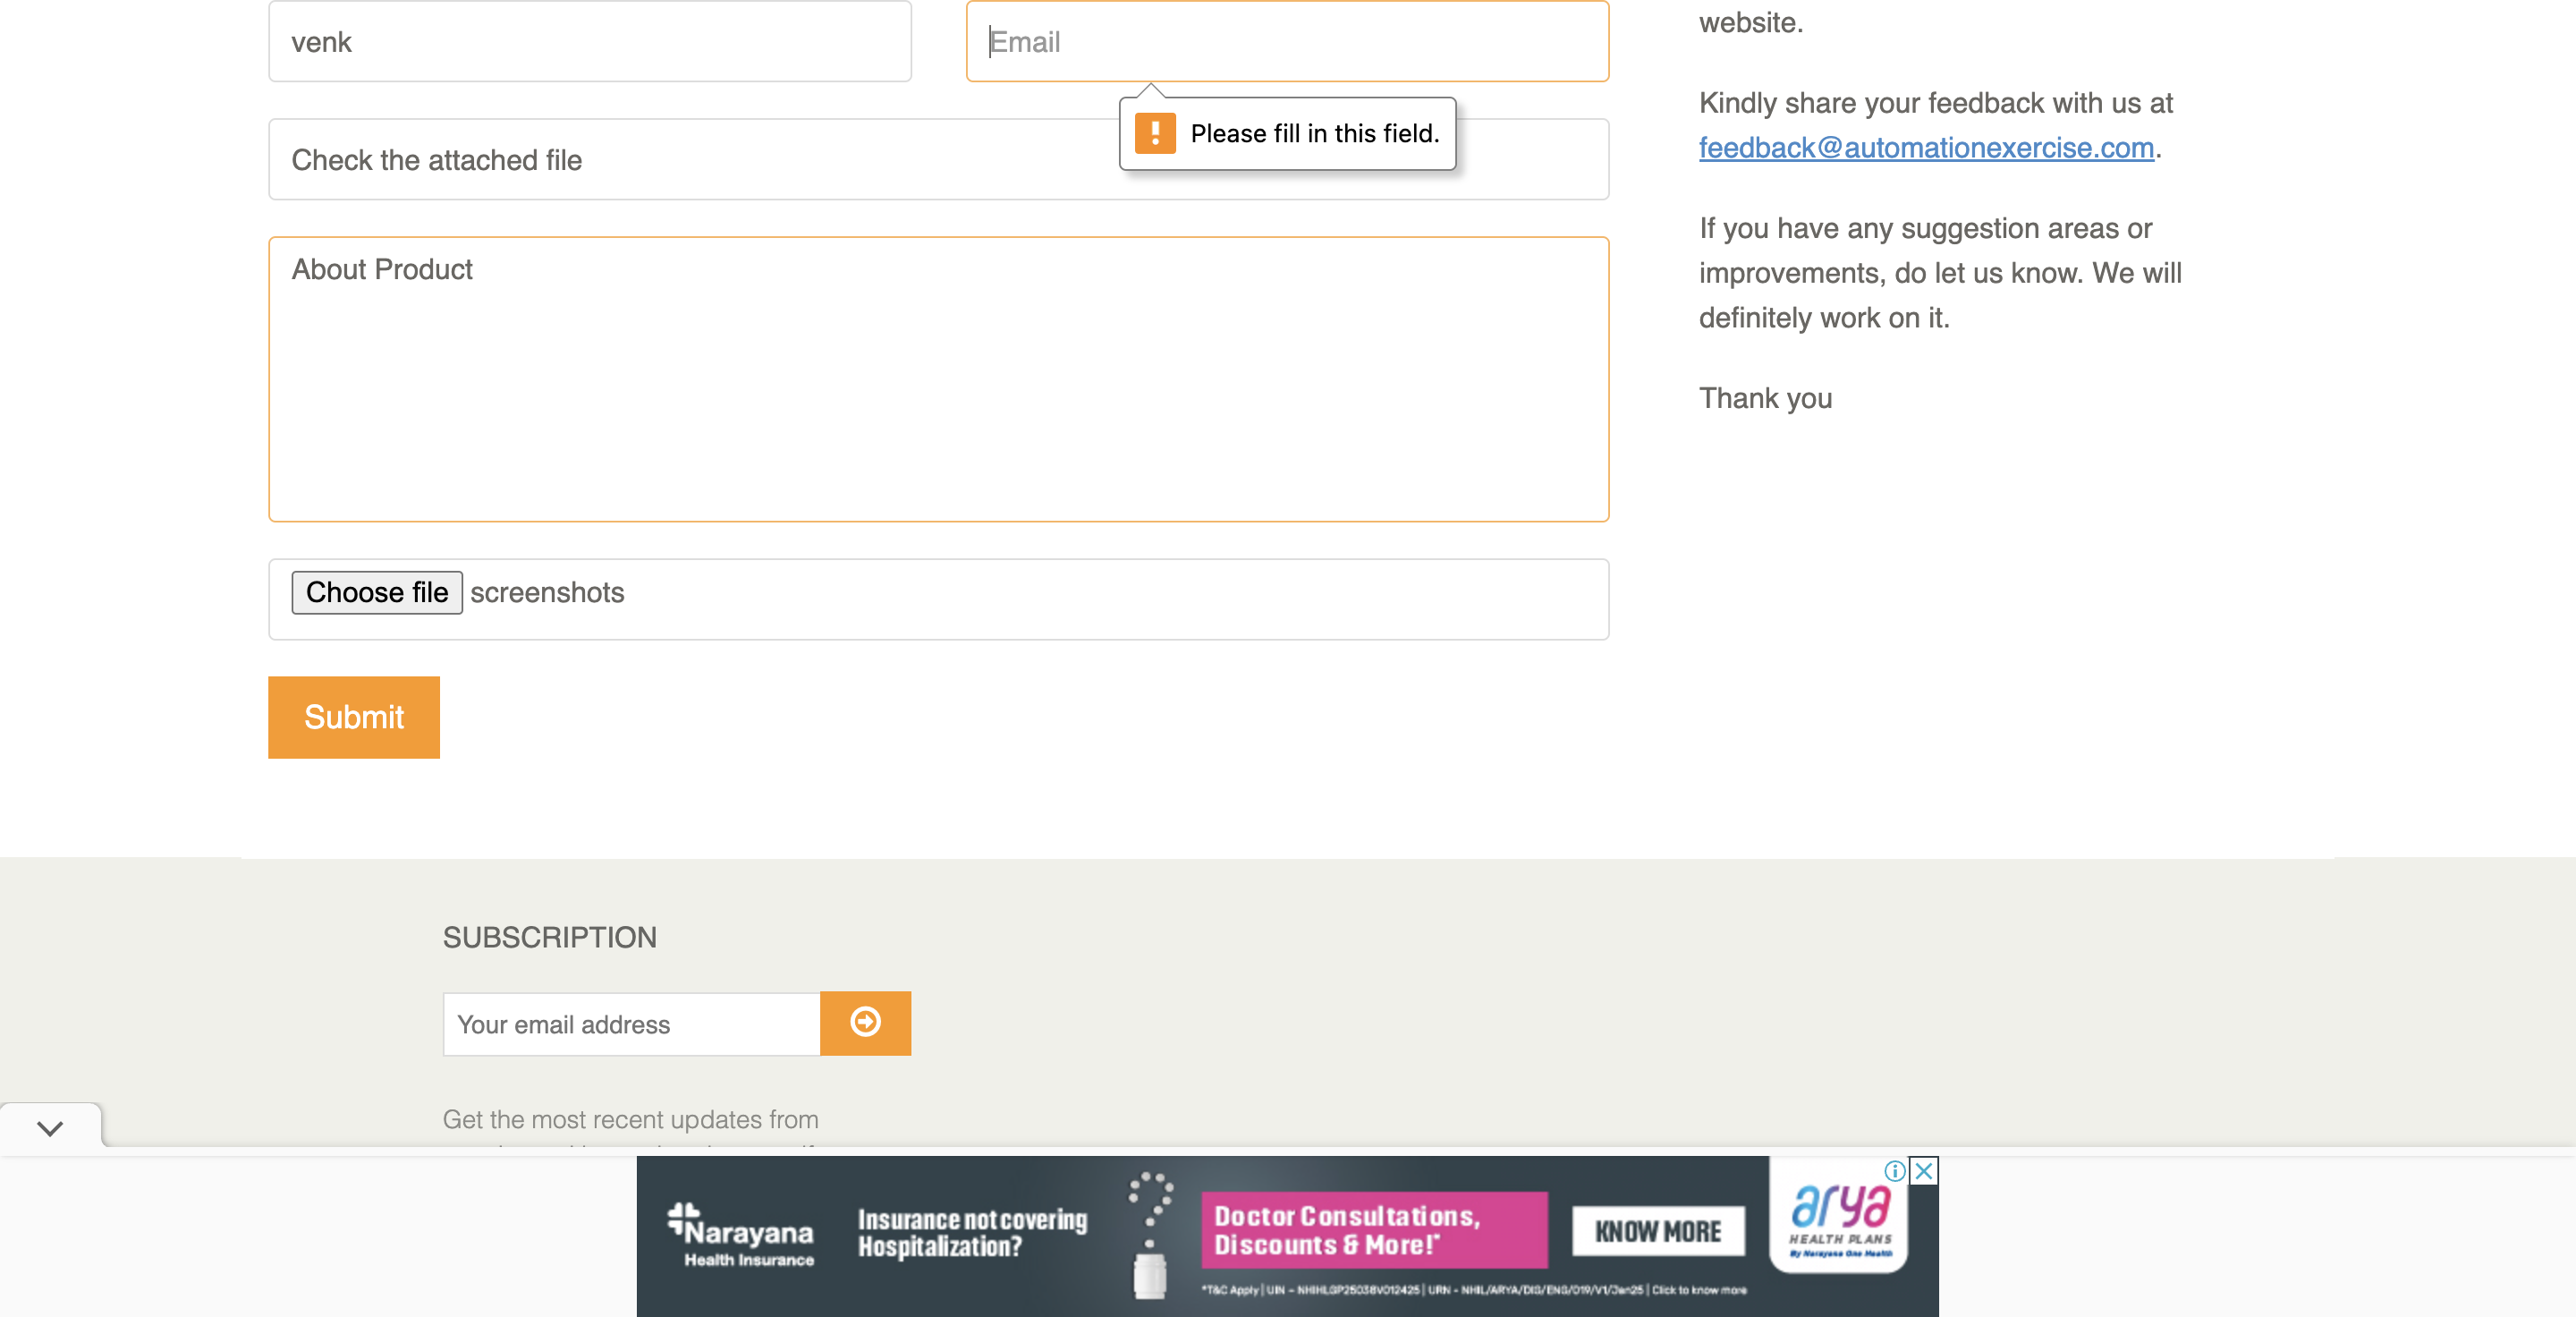 venk
Email
Please fill in this field.
Check the attached file
About Product
Choose file screenshots
Submit
website.
Kindly share your feedback with us at
feedback@automationexercise.com.
If you have any suggestion areas or
improvements, do let us know. We will
definitely work on it.
Thank you
SUBSCRIPTION
Your email address
Get the most recent updates from
Narayana
Health Insurance
Insurance not covering
Hospitalization?
Doctor Consultations,
Discounts & More!*
*T&C Apply | UIN – NHIHLGP25038V012425 | URN - NHIL/ARYA/DIS/ENG/019/V1/Jan25 | Click to know more
KNOW MORE
arya
HEALTH PLANS
By Narayana One Health